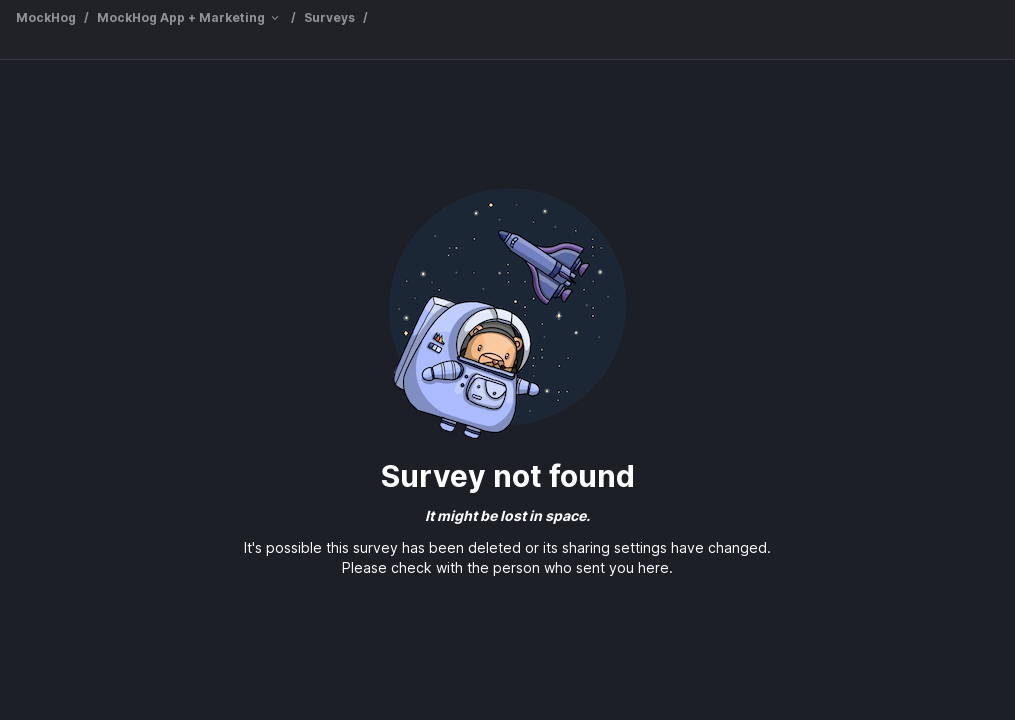 MockHog / MockHog App + Marketing / Surveys /
Survey not found
It might be lost in space.
It's possible this survey has been deleted or its sharing settings have changed.
Please check with the person who sent you here.